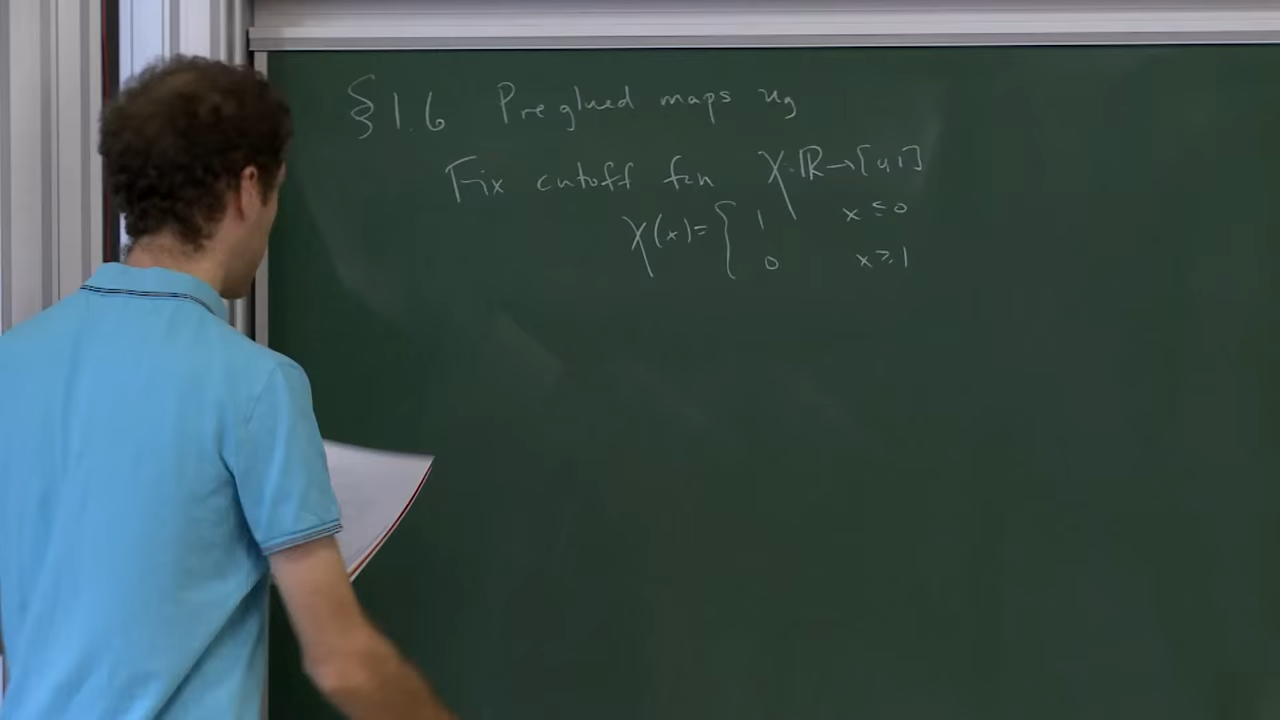 § 1.6 Preglued maps u_g
Fix cutoff fcn χ: ℝ → [0,1]
χ(x) = { 1 x ≤ 0
0 x ≥ 1